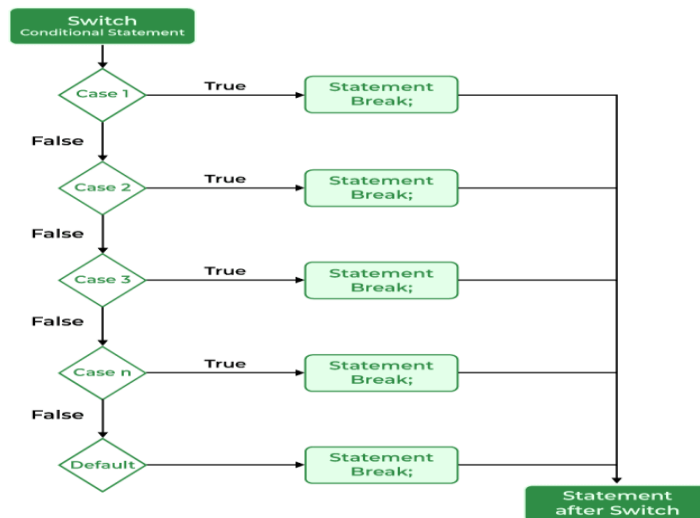 Switch
Conditional Statement
Case 1
True
Statement
Break;
False
Case 2
True
Statement
Break;
False
Case 3
True
Statement
Break;
False
Case n
True
Statement
Break;
False
Default
Statement
Break;
Statement
after Switch